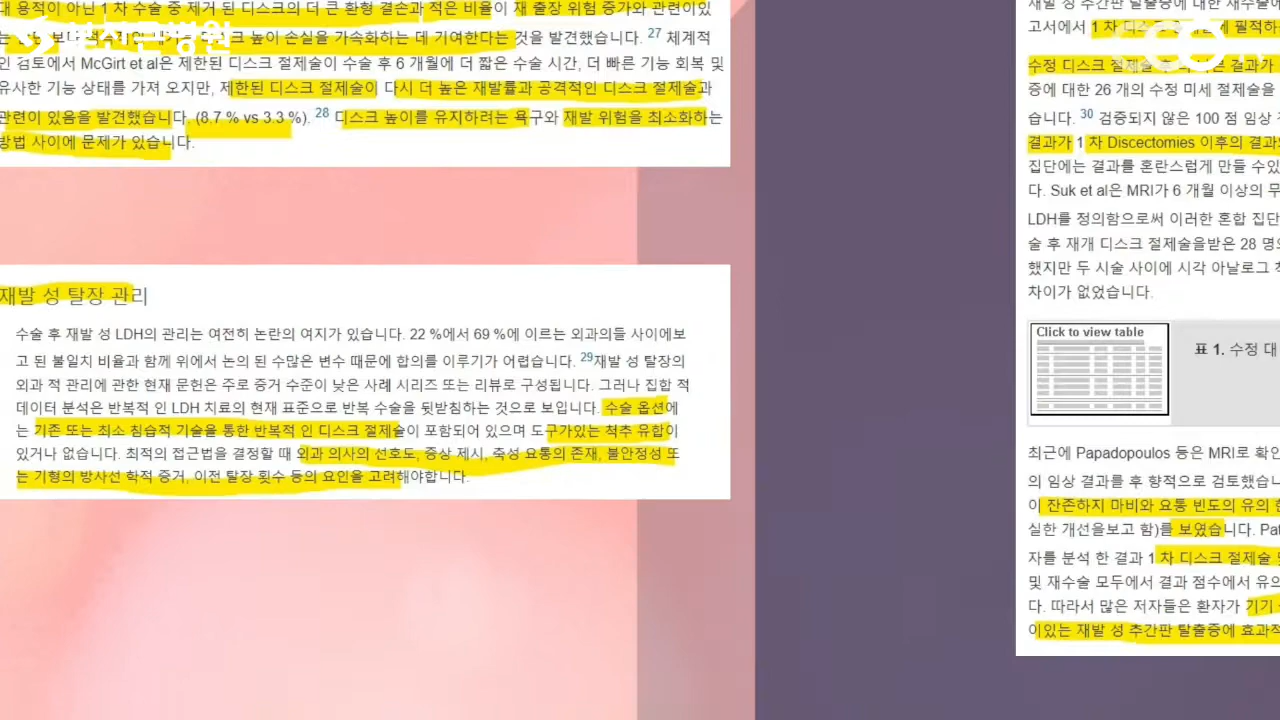 대 용적이 아닌 1 차 수술 중 제거 된 디스크의 더 큰 환형 결손과 적은 비율이 재 출장 위험 증가와 관련이있
높이 손실을 가속화하는 데 기여한다는 것을 발견했습니다. 27 체계적
인 검토에서 McGirt et al은 제한된 디스크 절제술이 수술 후 6 개월에 더 짧은 수술 시간, 더 빠른 기능 회복 및
유사한 기능 상태를 가져 오지만, 제한된 디스크 절제술이 다시 더 높은 재발률과 공격적인 디스크 절제술과
관련이 있음을 발견했습니다. (8.7 % vs 3.3 %). 28 디스크 높이를 유지하려는 욕구와 재발 위험을 최소화하는
방법 사이에 문제가 있습니다.
재발 성 탈장 관리
수술 후 재발 성 LDH의 관리는 여전히 논란의 여지가 있습니다. 22 %에서 69 %에 이르는 외과의들 사이에보
고 된 불일치 비율과 함께 위에서 논의 된 수많은 변수 때문에 합의를 이루기가 어렵습니다. 29재발 성 탈장의
외과 적 관리에 관한 현재 문헌은 주로 증거 수준이 낮은 사례 시리즈 또는 리뷰로 구성됩니다. 그러나 집합 적
데이터 분석은 반복적 인 LDH 치료의 현재 표준으로 반복 수술을 뒷받침하는 것으로 보입니다. 수술 옵션에
는 기존 또는 최소 침습적 기술을 통한 반복적 인 디스크 절제술이 포함되어 있으며 도구가있는 척추 유합이
있거나 없습니다. 최적의 접근법을 결정할 때 외과 의사의 선호도, 증상 제시, 축성 요통의 존재, 불안정성 또
는 기형의 방사선 학적 증거, 이전 탈장 횟수 등의 요인을 고려해야합니다.
재발 성 추간판 탈출증에 대한 재수술에
고서에서 1 차
수정 디스크 절제술 후
증에 대한 26 개의 수정 미세 절제술을
습니다. 30 검증되지 않은 100 점 임상
결과가 1 차 Discectomies 이후의 결과
집단에는 결과를 혼란스럽게 만들 수있
다. Suk et al은 MRI가 6 개월 이상의 무
LDH를 정의함으로써 이러한 혼합 집단
술 후 재개 디스크 절제술을받은 28 명
했지만 두 시술 사이에 시각 아날로그 척
차이가 없었습니다.
Click to view table
표 1. 수정 대
최근에 Papadopoulos 등은 MRI로 확인
의 임상 결과를 후 향적으로 검토했습니
이 잔존하지 마비와 요통 빈도의 유의 한
실한 개선을보고 함)를 보였습니다. Pat
자를 분석 한 결과 1 차 디스크 절제술 및
및 재수술 모두에서 결과 점수에서 유의
다. 따라서 많은 저자들은 환자가 기기
이있는 재발 성 추간판 탈출증에 효과적